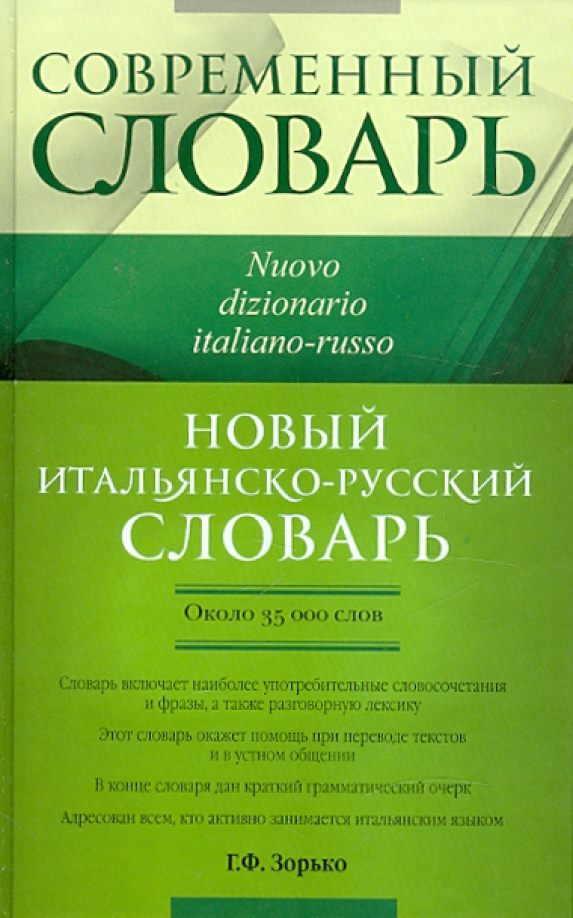 СОВРЕМЕННЫЙ
СЛОВАРЬ
Nuovo
dizionario
italiano-russo
НОВЫЙ
ИТАЛЬЯНСКО-РУССКИЙ
СЛОВАРЬ
Около 35 000 слов
Словарь включает наиболее употребительные словосочетания
и фразы, а также разговорную лексику
Этот словарь окажет помощь при переводе текстов
и в устном общении
В конце словаря дан краткий грамматический очерк
Адресован всем, кто активно занимается итальянским языком
Г.Ф. Зорько